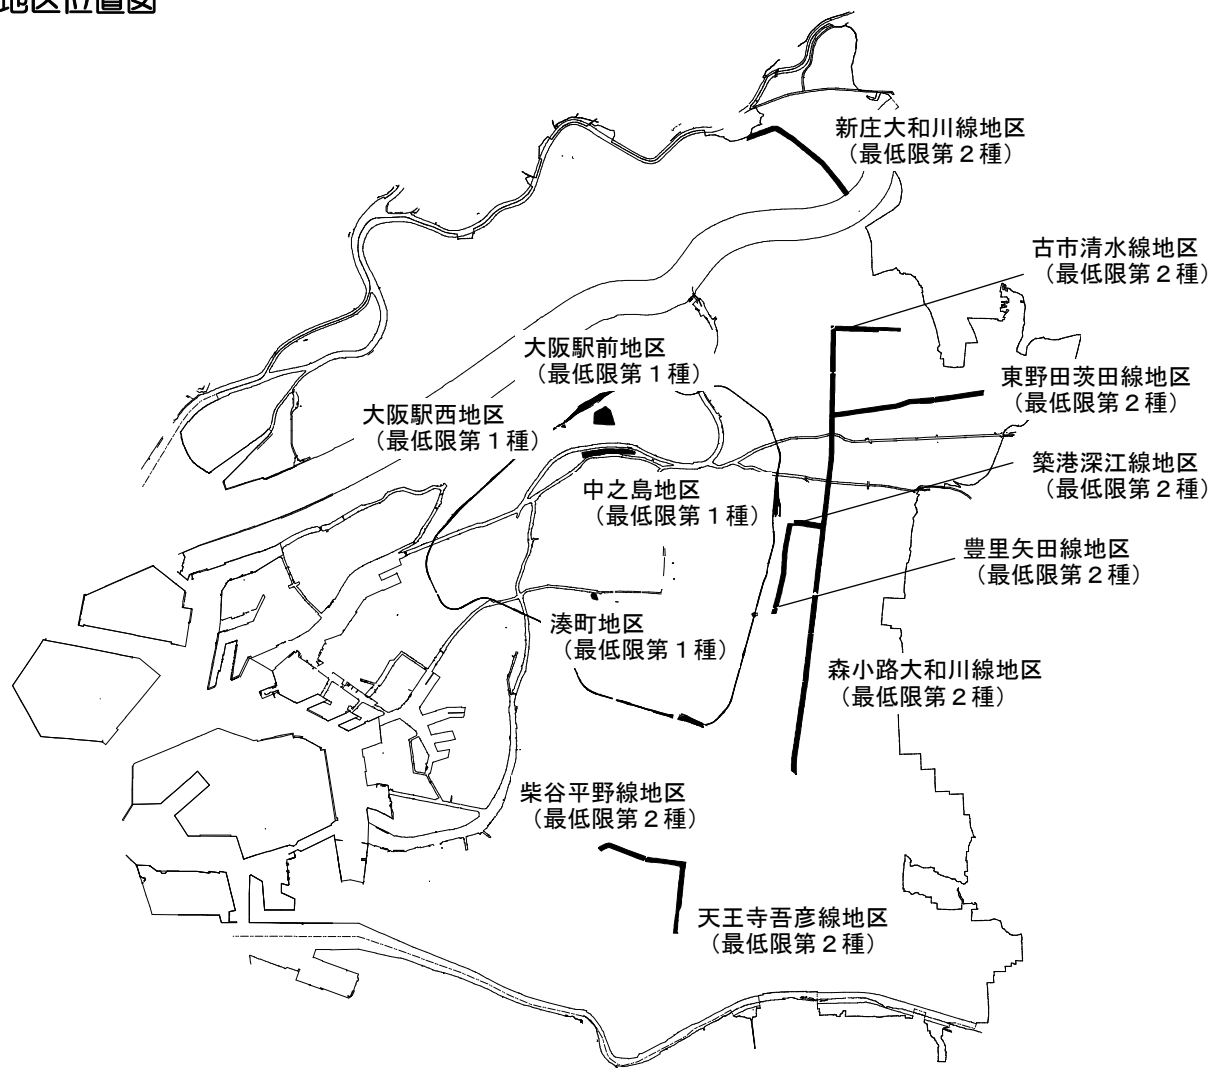 地区位置図
新庄大和川線地区
（最低限第２種）
古市清水線地区
（最低限第２種）
大阪駅前地区
（最低限第１種）
東野田茨田線地区
（最低限第２種）
大阪駅西地区
（最低限第１種）
築港深江線地区
（最低限第２種）
中之島地区
（最低限第１種）
豊里矢田線地区
（最低限第２種）
湊町地区
（最低限第１種）
森小路大和川線地区
（最低限第２種）
柴谷平野線地区
（最低限第２種）
天王寺吾彦線地区
（最低限第２種）